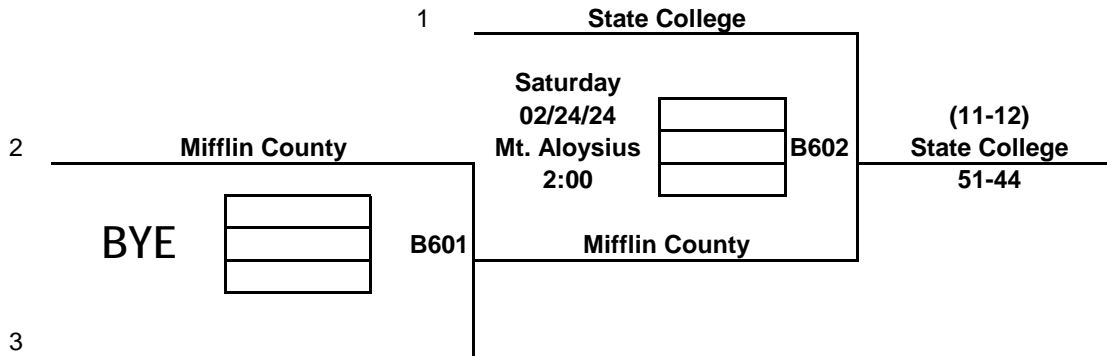 1 State College
Saturday
02/24/24
(11-12)
2 Mifflin County Mt. Aloysius B602 State College
2:00 51-44
BYE B601 Mifflin County
3